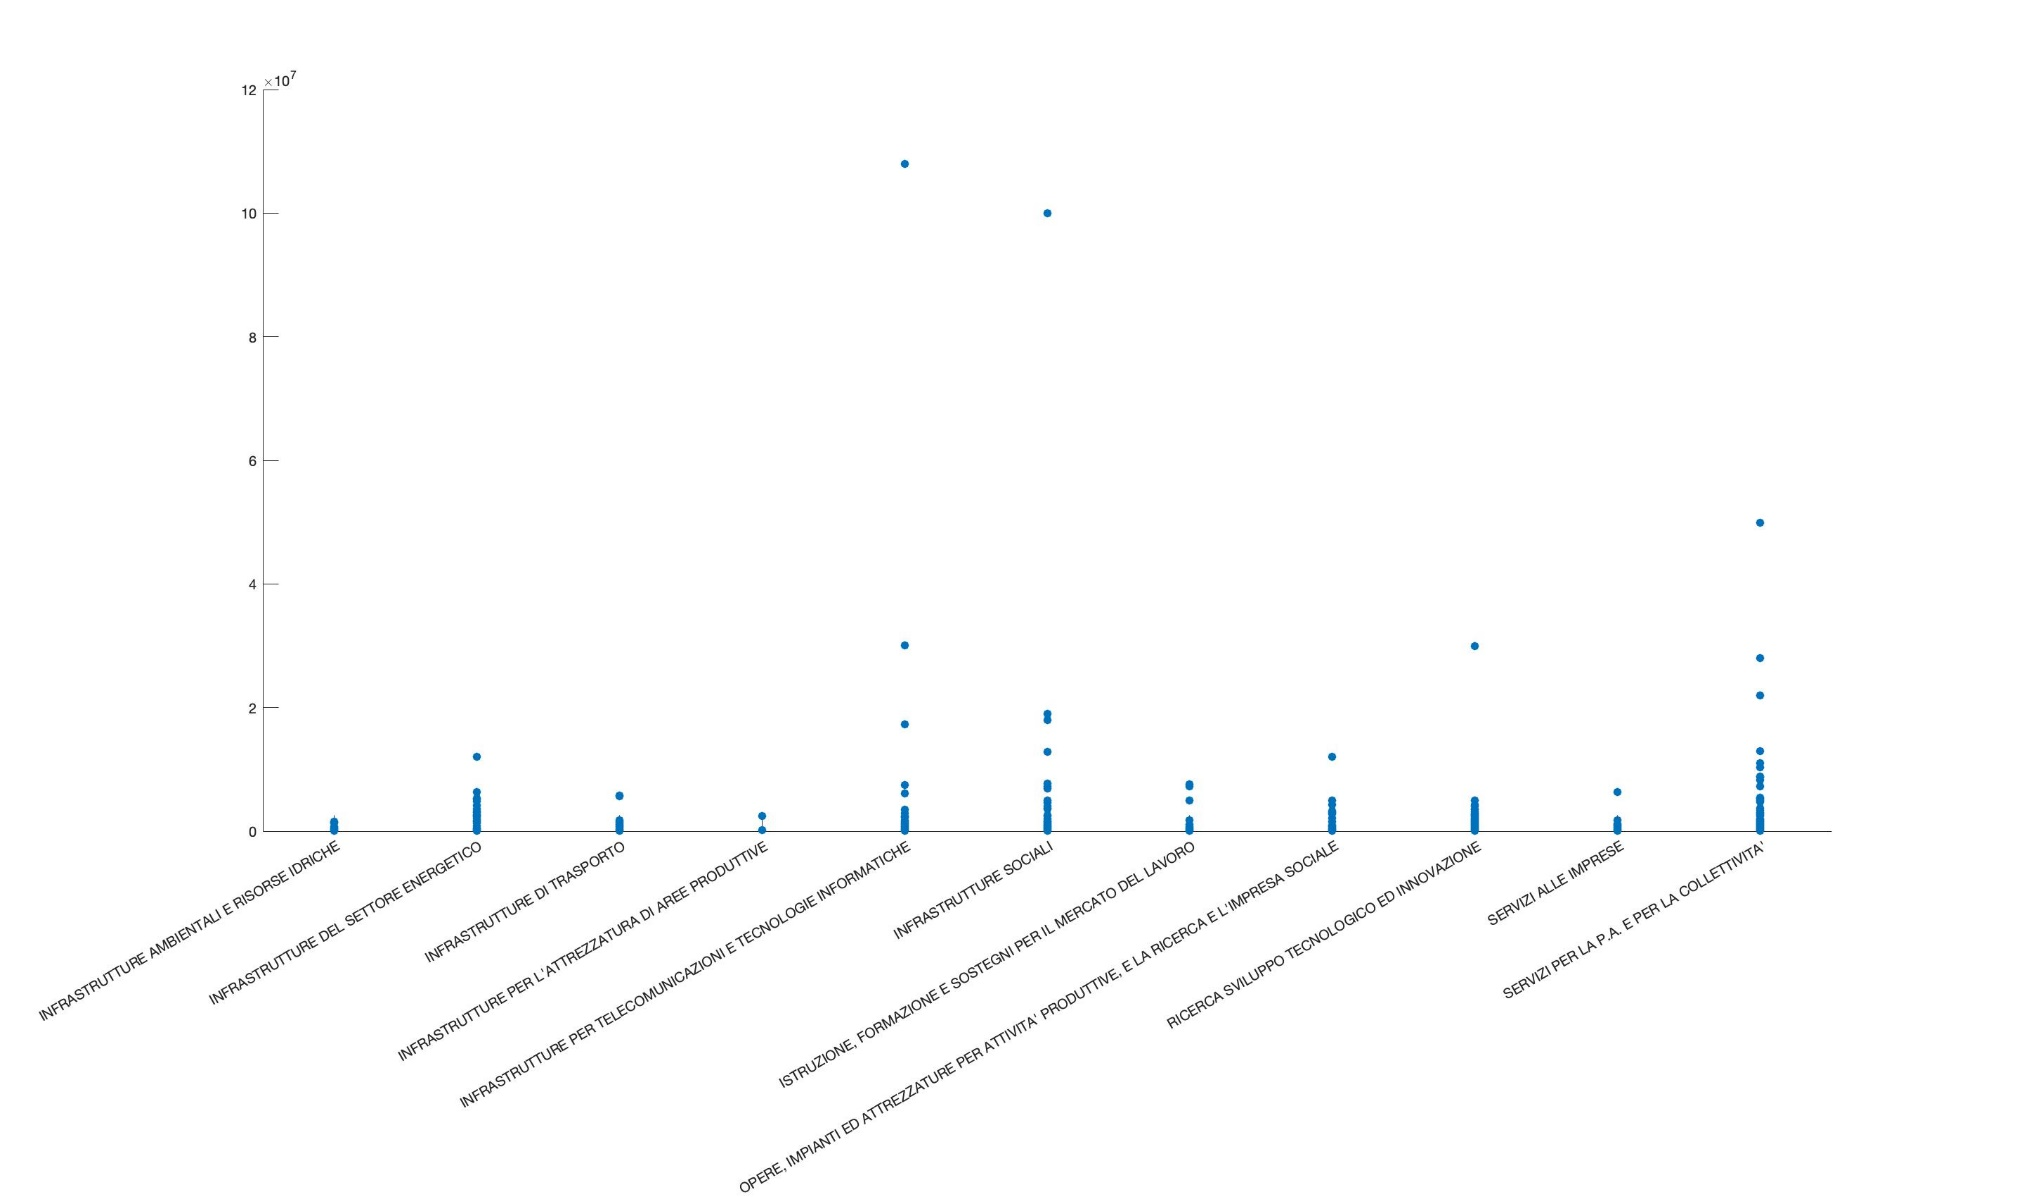 ×10⁷
12
10
8
6
4
2
0
INFRASTRUTTURE AMBIENTALI E RISORSE IDRICHE
INFRASTRUTTURE DEL SETTORE ENERGETICO
INFRASTRUTTURE DI TRASPORTO
INFRASTRUTTURE PER L'ATTREZZATURA DI AREE PRODUTTIVE
INFRASTRUTTURE PER TELECOMUNICAZIONI E TECNOLOGIE INFORMATICHE
INFRASTRUTTURE SOCIALI
ISTRUZIONE, FORMAZIONE E SOSTEGNI PER IL MERCATO DEL LAVORO
OPERE, IMPIANTI ED ATTREZZATURE PER ATTIVITA' PRODUTTIVE, E LA RICERCA E L'IMPRESA SOCIALE
RICERCA SVILUPPO TECNOLOGICO ED INNOVAZIONE
SERVIZI ALLE IMPRESE
SERVIZI PER LA P.A. E PER LA COLLETTIVITA'